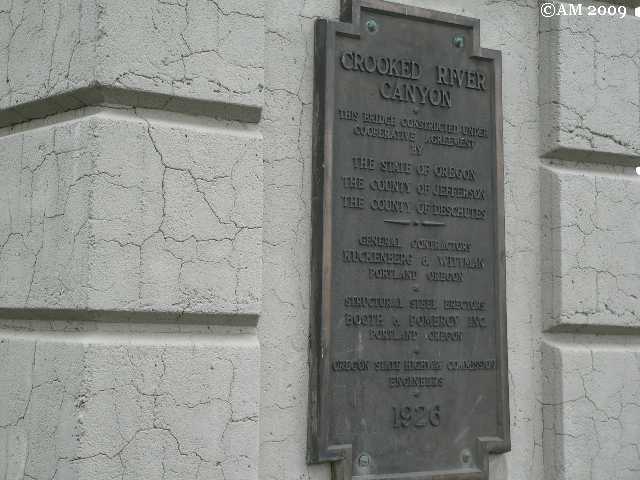 ©AM 2009
CROOKED RIVER
CANYON
THIS BRIDGE CONSTRUCTED UNDER
COOPERATIVE AGREEMENT
BY
THE STATE OF OREGON
THE COUNTY OF JEFFERSON
THE COUNTY OF DESCHUTES
GENERAL CONTRACTORS
KUCKENBERG & WITTMAN
PORTLAND OREGON
STRUCTURAL STEEL ERECTORS
BOOTH & POMEROY INC.
PORTLAND OREGON
OREGON STATE HIGHWAY COMMISSION
ENGINEERS
1926